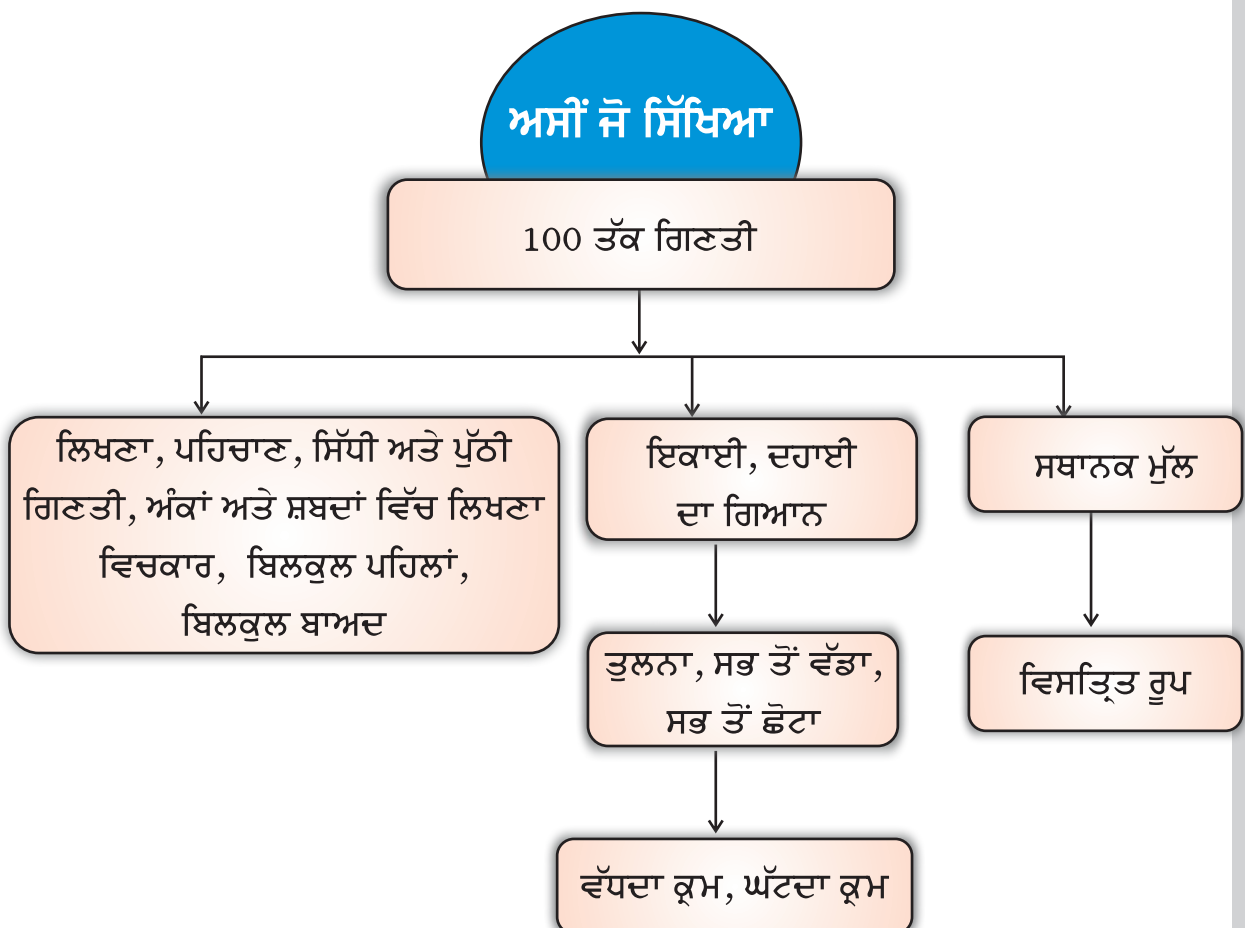 ਅਸੀਂ ਜੋ ਸਿੱਖਿਆ
100 ਤੱਕ ਗਿਣਤੀ
ਲਿਖਣਾ, ਪਹਿਚਾਣ, ਸਿੱਧੀ ਅਤੇ ਪੁੱਠੀ
ਗਿਣਤੀ, ਅੰਕਾਂ ਅਤੇ ਸ਼ਬਦਾਂ ਵਿੱਚ ਲਿਖਣਾ
ਵਿਚਕਾਰ, ਬਿਲਕੁਲ ਪਹਿਲਾਂ,
ਬਿਲਕੁਲ ਬਾਅਦ
ਇਕਾਈ, ਦਹਾਈ
ਦਾ ਗਿਆਨ
ਤੁਲਨਾ, ਸਭ ਤੋਂ ਵੱਡਾ,
ਸਭ ਤੋਂ ਛੋਟਾ
ਵੱਧਦਾ ਕ੍ਰਮ, ਘੱਟਦਾ ਕ੍ਰਮ
ਸਥਾਨਕ ਮੁੱਲ
ਵਿਸਤ੍ਰਿਤ ਰੂਪ